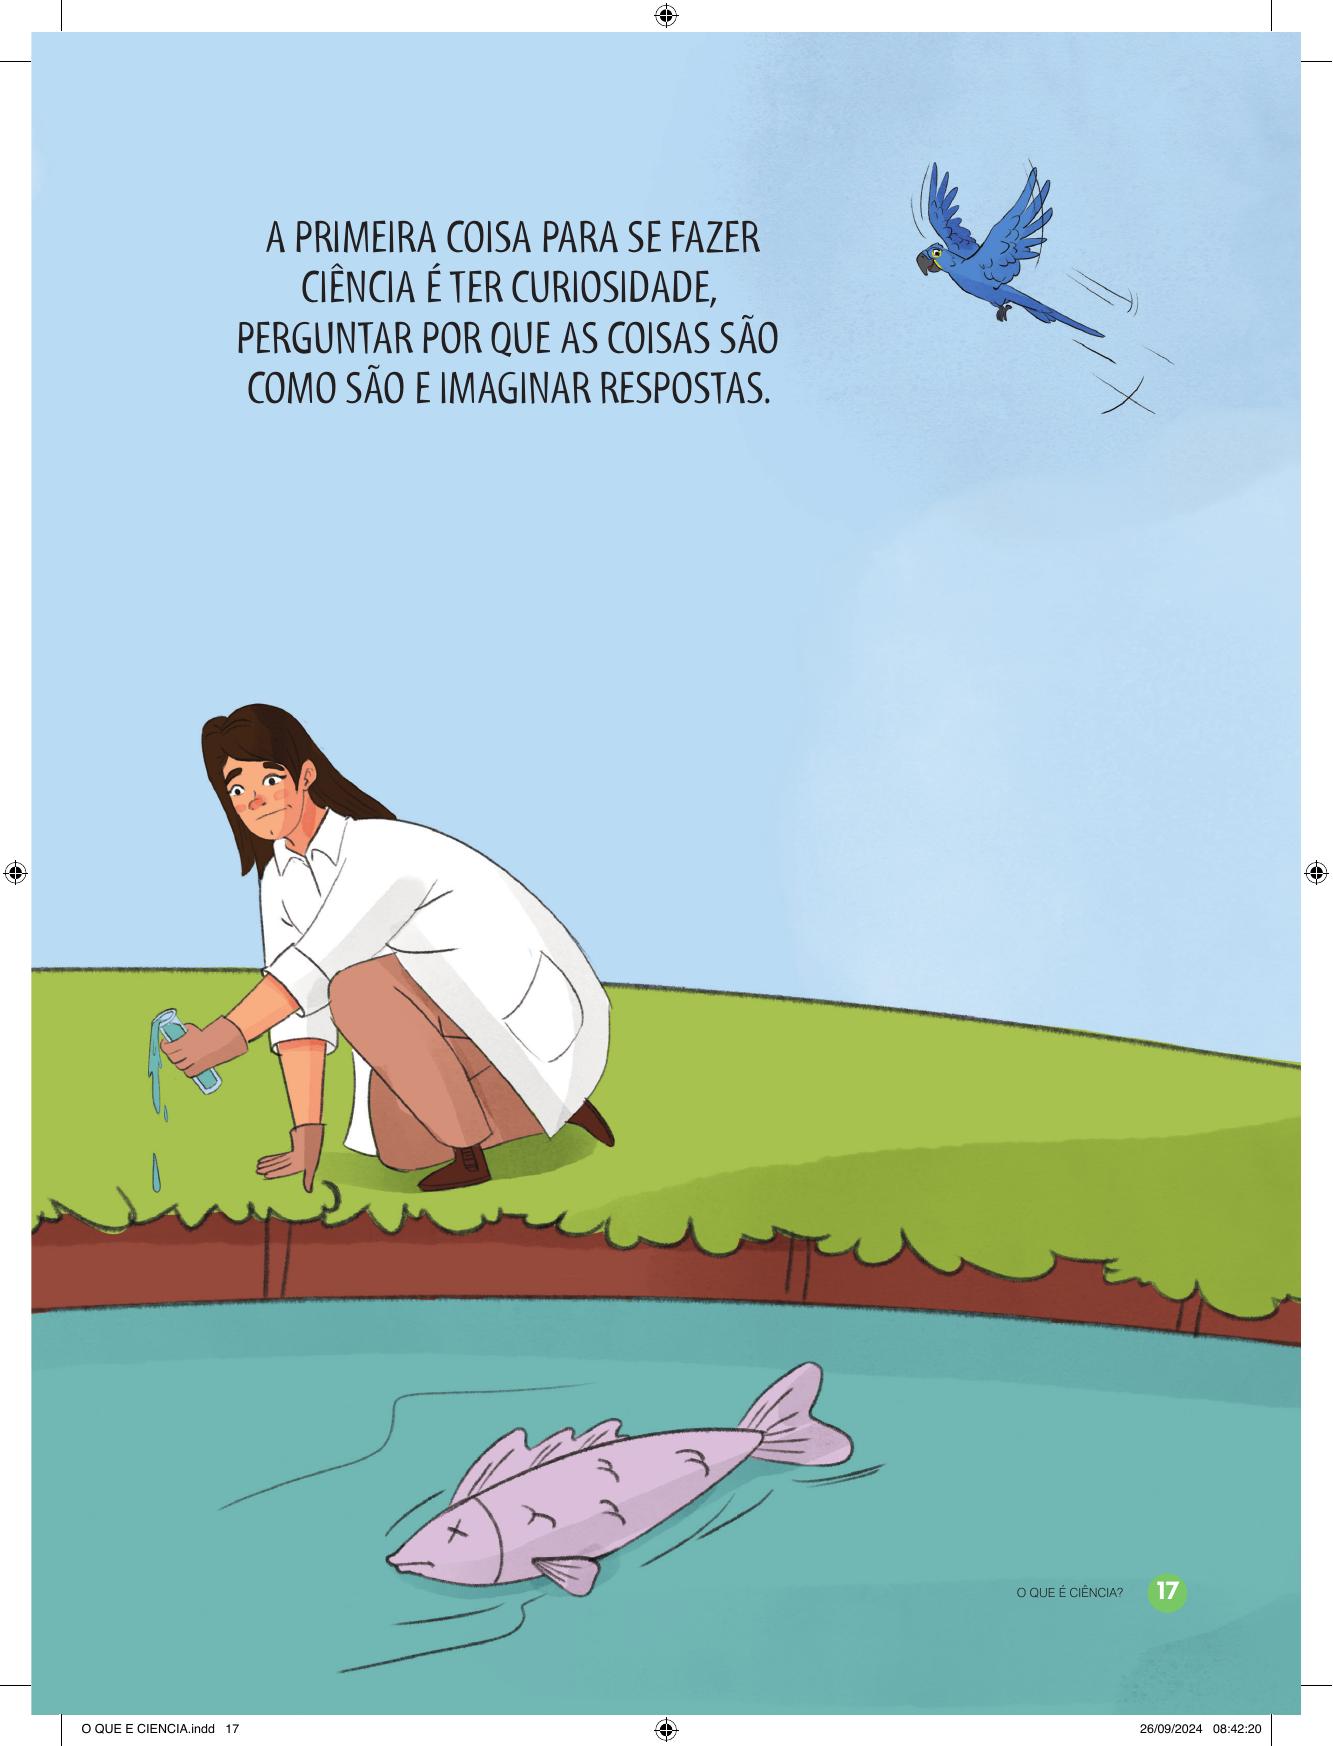 A PRIMEIRA COISA PARA SE FAZER
CIÊNCIA É TER CURIOSIDADE,
PERGUNTAR POR QUE AS COISAS SÃO
COMO SÃO E IMAGINAR RESPOSTAS.
O QUE É CIÊNCIA? 17
O QUE E CIENCIA.indd 17 26/09/2024 08:42:20